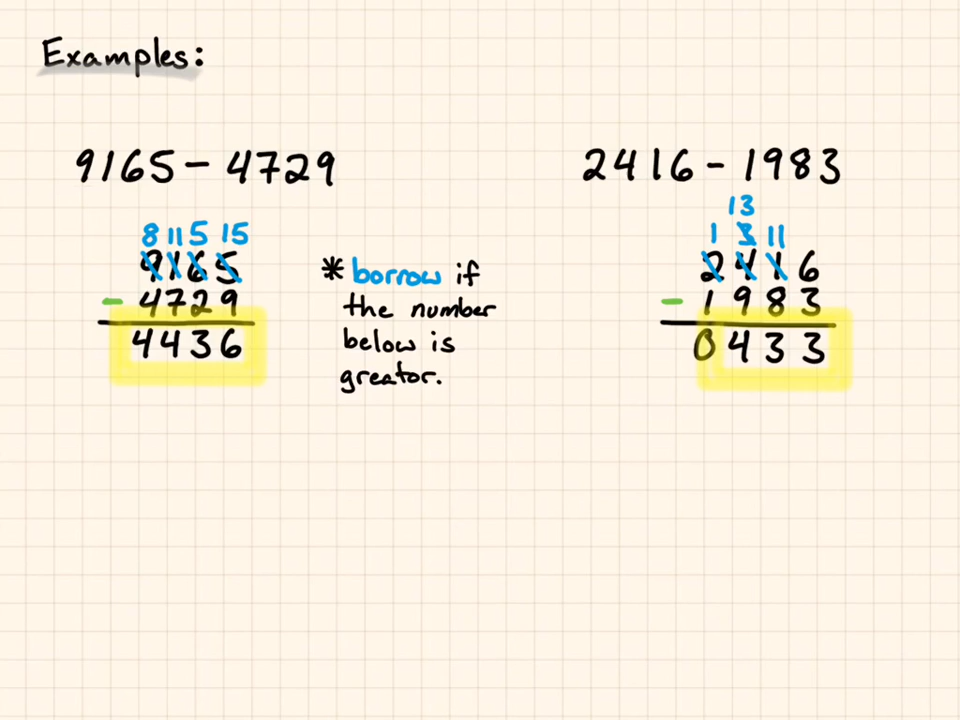 Examples:
9165 - 4729
8 11 5 15
9165
- 4729
4436
* borrow if
the number
below is
greator.
2416 - 1983
13
1 3 11
2416
- 1983
0433